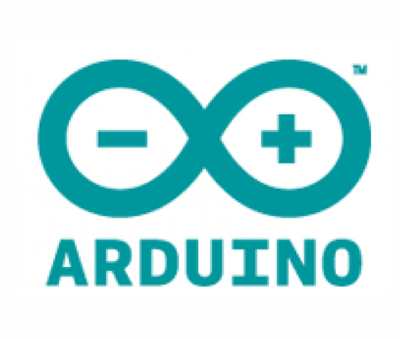 ™
- +
ARDUINO